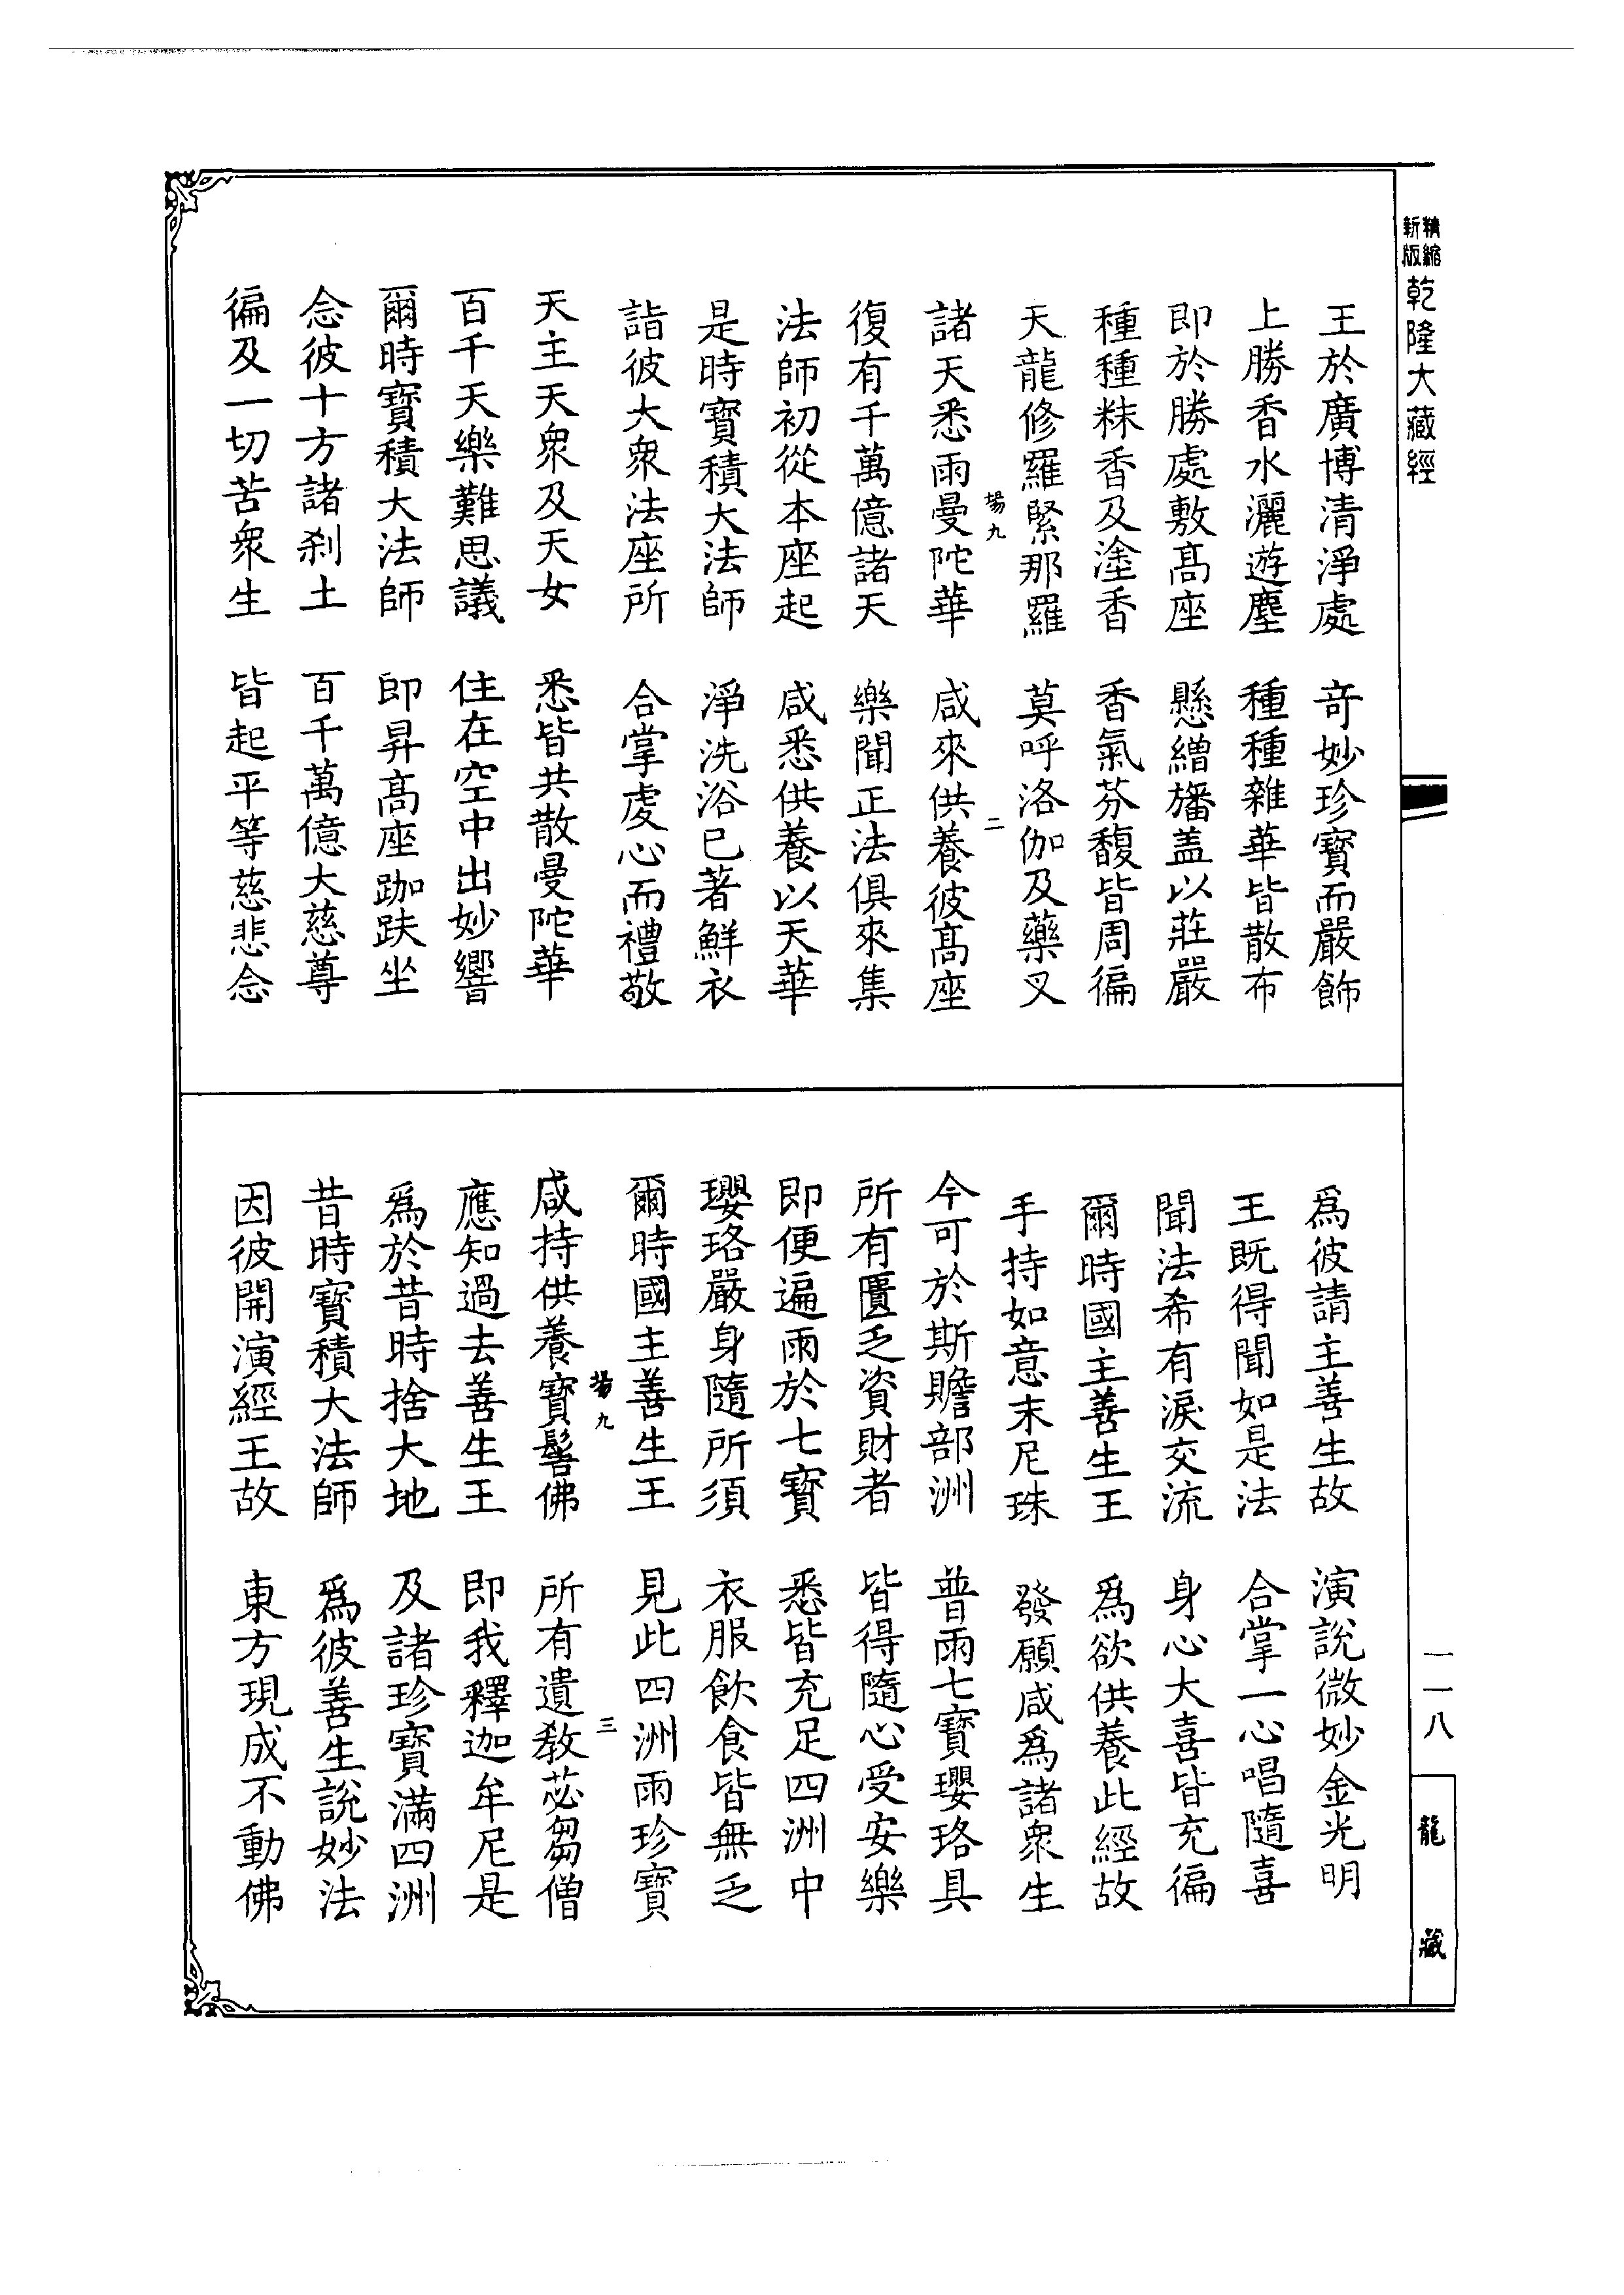 精縮新版 乾隆大藏經
王於廣博清淨處 奇妙珍寶而嚴飾
上勝香水灑遊塵 種種雜華皆散布
即於勝處敷髙座 懸繒旛盖以莊嚴
種種粖香及塗香 香氣芬馥皆周徧
天龍修羅緊那羅 莫呼洛伽及藥叉
揚九 二
諸天悉雨曼陀華 咸來供養彼髙座
復有千萬億諸天 樂聞正法俱來集
法師初從本座起 咸悉供養以天華
是時寶積大法師 淨洗浴已著鮮衣
詣彼大衆法座所 合掌虔心而禮敬
天主天衆及天女 悉皆共散曼陀華
百千天樂難思議 住在空中出妙響
爾時寶積大法師 即昇髙座跏趺坐
念彼十方諸刹土 百千萬億大慈尊
徧及一切苦衆生 皆起平等慈悲念
爲彼請主善生故 演說微妙金光明
王既得聞如是法 合掌一心唱隨喜
聞法希有淚交流 身心大喜皆充徧
爾時國主善生王 爲欲供養此經故
手持如意末尼珠 發願咸爲諸衆生
今可於斯贍部洲 普雨七寶瓔珞具
所有匱乏資財者 皆得隨心受安樂
即便遍雨於七寶 悉皆充足四洲中
瓔珞嚴身隨所須 衣服飲食皆無乏
爾時國主善生王 見此四洲雨珍寶
揚九 三
咸持供養寶髻佛 所有遺教苾芻僧
應知過去善生王 即我釋迦牟尼是
爲於昔時捨大地 及諸珍寶滿四洲
昔時寶積大法師 爲彼善生說妙法
因彼開演經王故 東方現成不動佛
一一八
龍藏